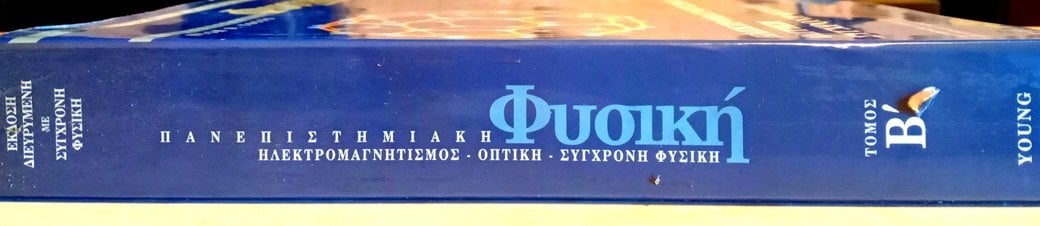 ΕΚΔΟΣΗ
ΔΙΕΥΡΥΜΕΝΗ
ΜΕ
ΣΥΓΧΡΟΝΗ
ΦΥΣΙΚΗ
ΠΑΝΕΠΙΣΤΗΜΙΑΚΗ Φυσική
ΗΛΕΚΤΡΟΜΑΓΝΗΤΙΣΜΟΣ - ΟΠΤΙΚΗ - ΣΥΓΧΡΟΝΗ ΦΥΣΙΚΗ
ΤΟΜΟΣ
Β΄
YOUNG